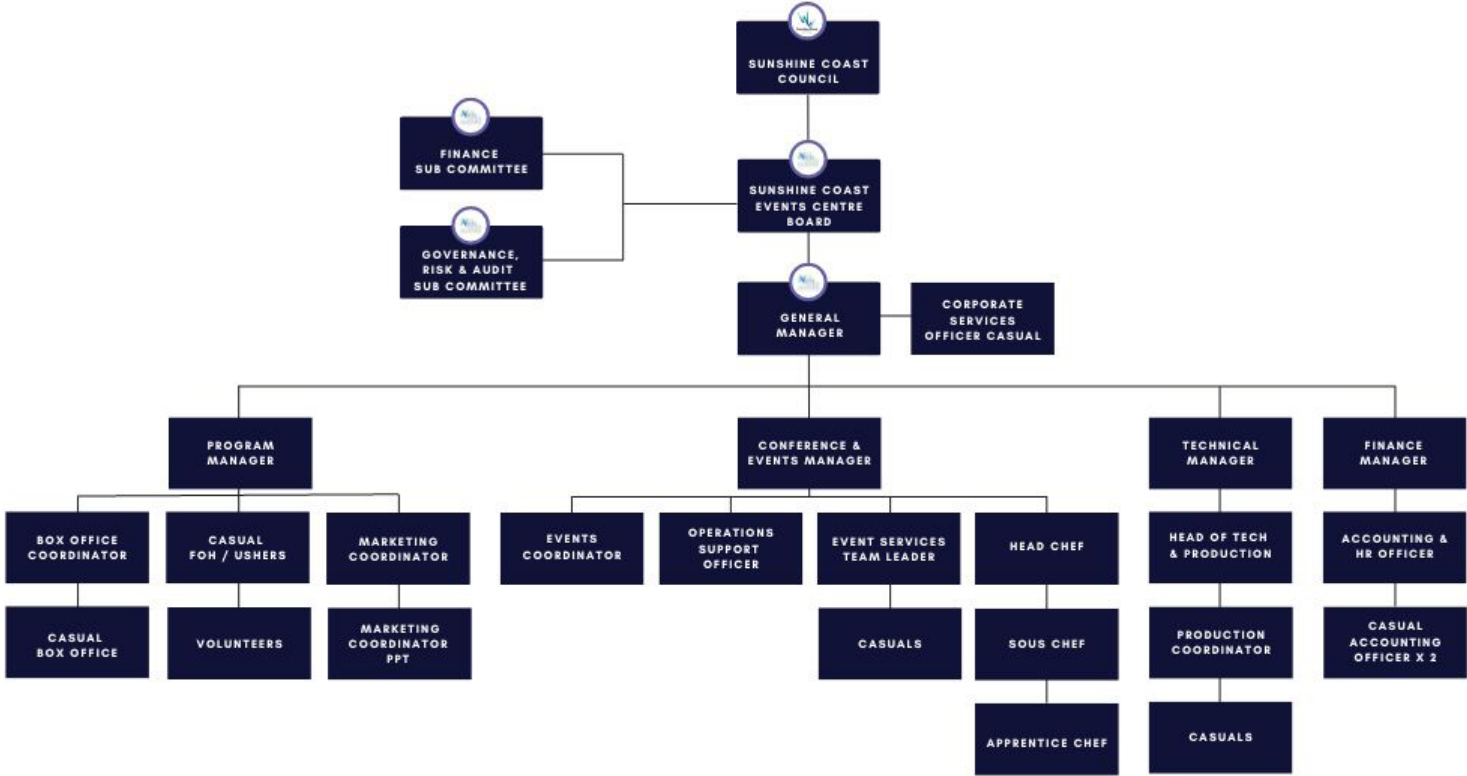 SUNSHINE COAST
COUNCIL
FINANCE
SUB COMMITTEE
SUNSHINE COAST
EVENTS CENTRE
BOARD
GOVERNANCE,
RISK & AUDIT
SUB COMMITTEE
GENERAL
MANAGER
CORPORATE
SERVICES
OFFICER CASUAL
PROGRAM
MANAGER
CONFERENCE &
EVENTS MANAGER
TECHNICAL
MANAGER
FINANCE
MANAGER
BOX OFFICE
COORDINATOR
CASUAL
FOH / USHERS
MARKETING
COORDINATOR
EVENTS
COORDINATOR
OPERATIONS
SUPPORT
OFFICER
EVENT SERVICES
TEAM LEADER
HEAD CHEF
HEAD OF TECH
& PRODUCTION
ACCOUNTING &
HR OFFICER
CASUAL
BOX OFFICE
VOLUNTEERS
MARKETING
COORDINATOR
PPT
CASUALS
SOUS CHEF
PRODUCTION
COORDINATOR
CASUAL
ACCOUNTING
OFFICER X 2
APPRENTICE CHEF
CASUALS